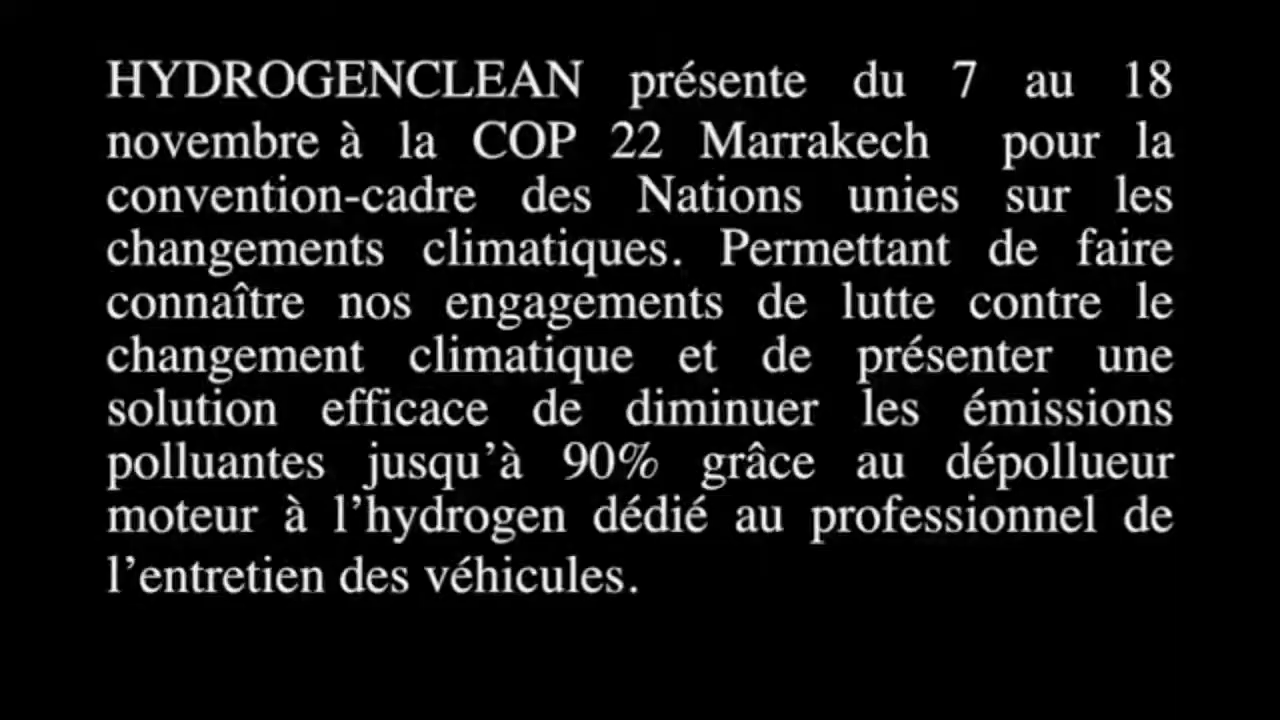 HYDROGENCLEAN présente du 7 au 18
novembre à la COP 22 Marrakech pour la
convention-cadre des Nations unies sur les
changements climatiques. Permettant de faire
connaître nos engagements de lutte contre le
changement climatique et de présenter une
solution efficace de diminuer les émissions
polluantes jusqu’à 90% grâce au dépollueur
moteur à l’hydrogen dédié au professionnel de
l’entretien des véhicules.